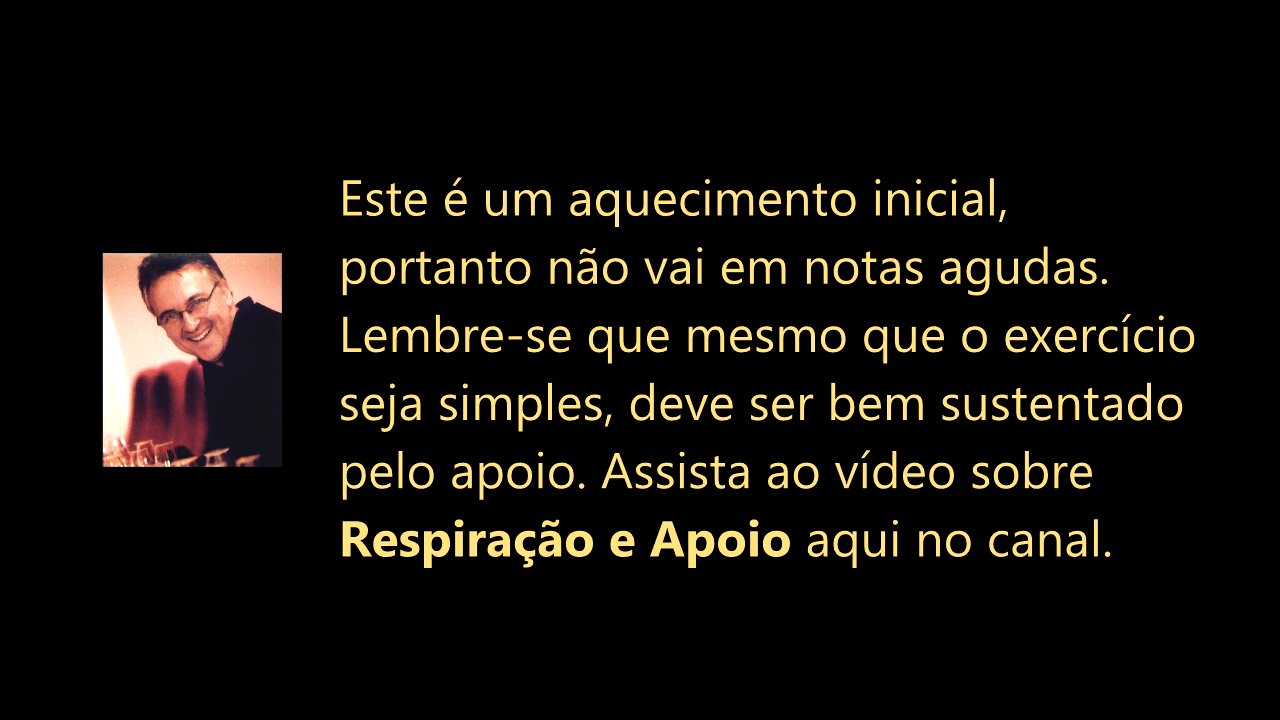 Este é um aquecimento inicial,
portanto não vai em notas agudas.
Lembre-se que mesmo que o exercício
seja simples, deve ser bem sustentado
pelo apoio. Assista ao vídeo sobre
Respiração e Apoio aqui no canal.